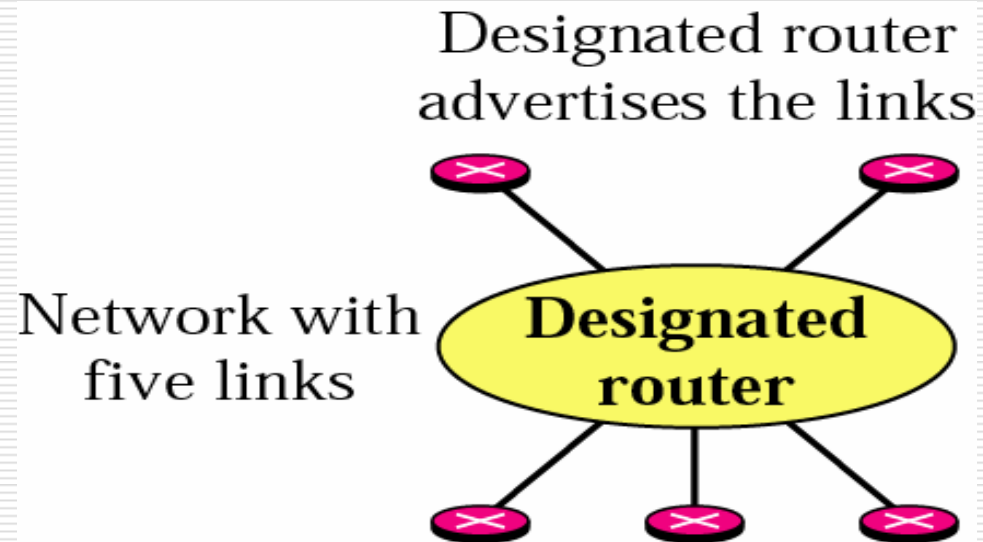 Designated router
advertises the links
Network with
five links
Designated
router